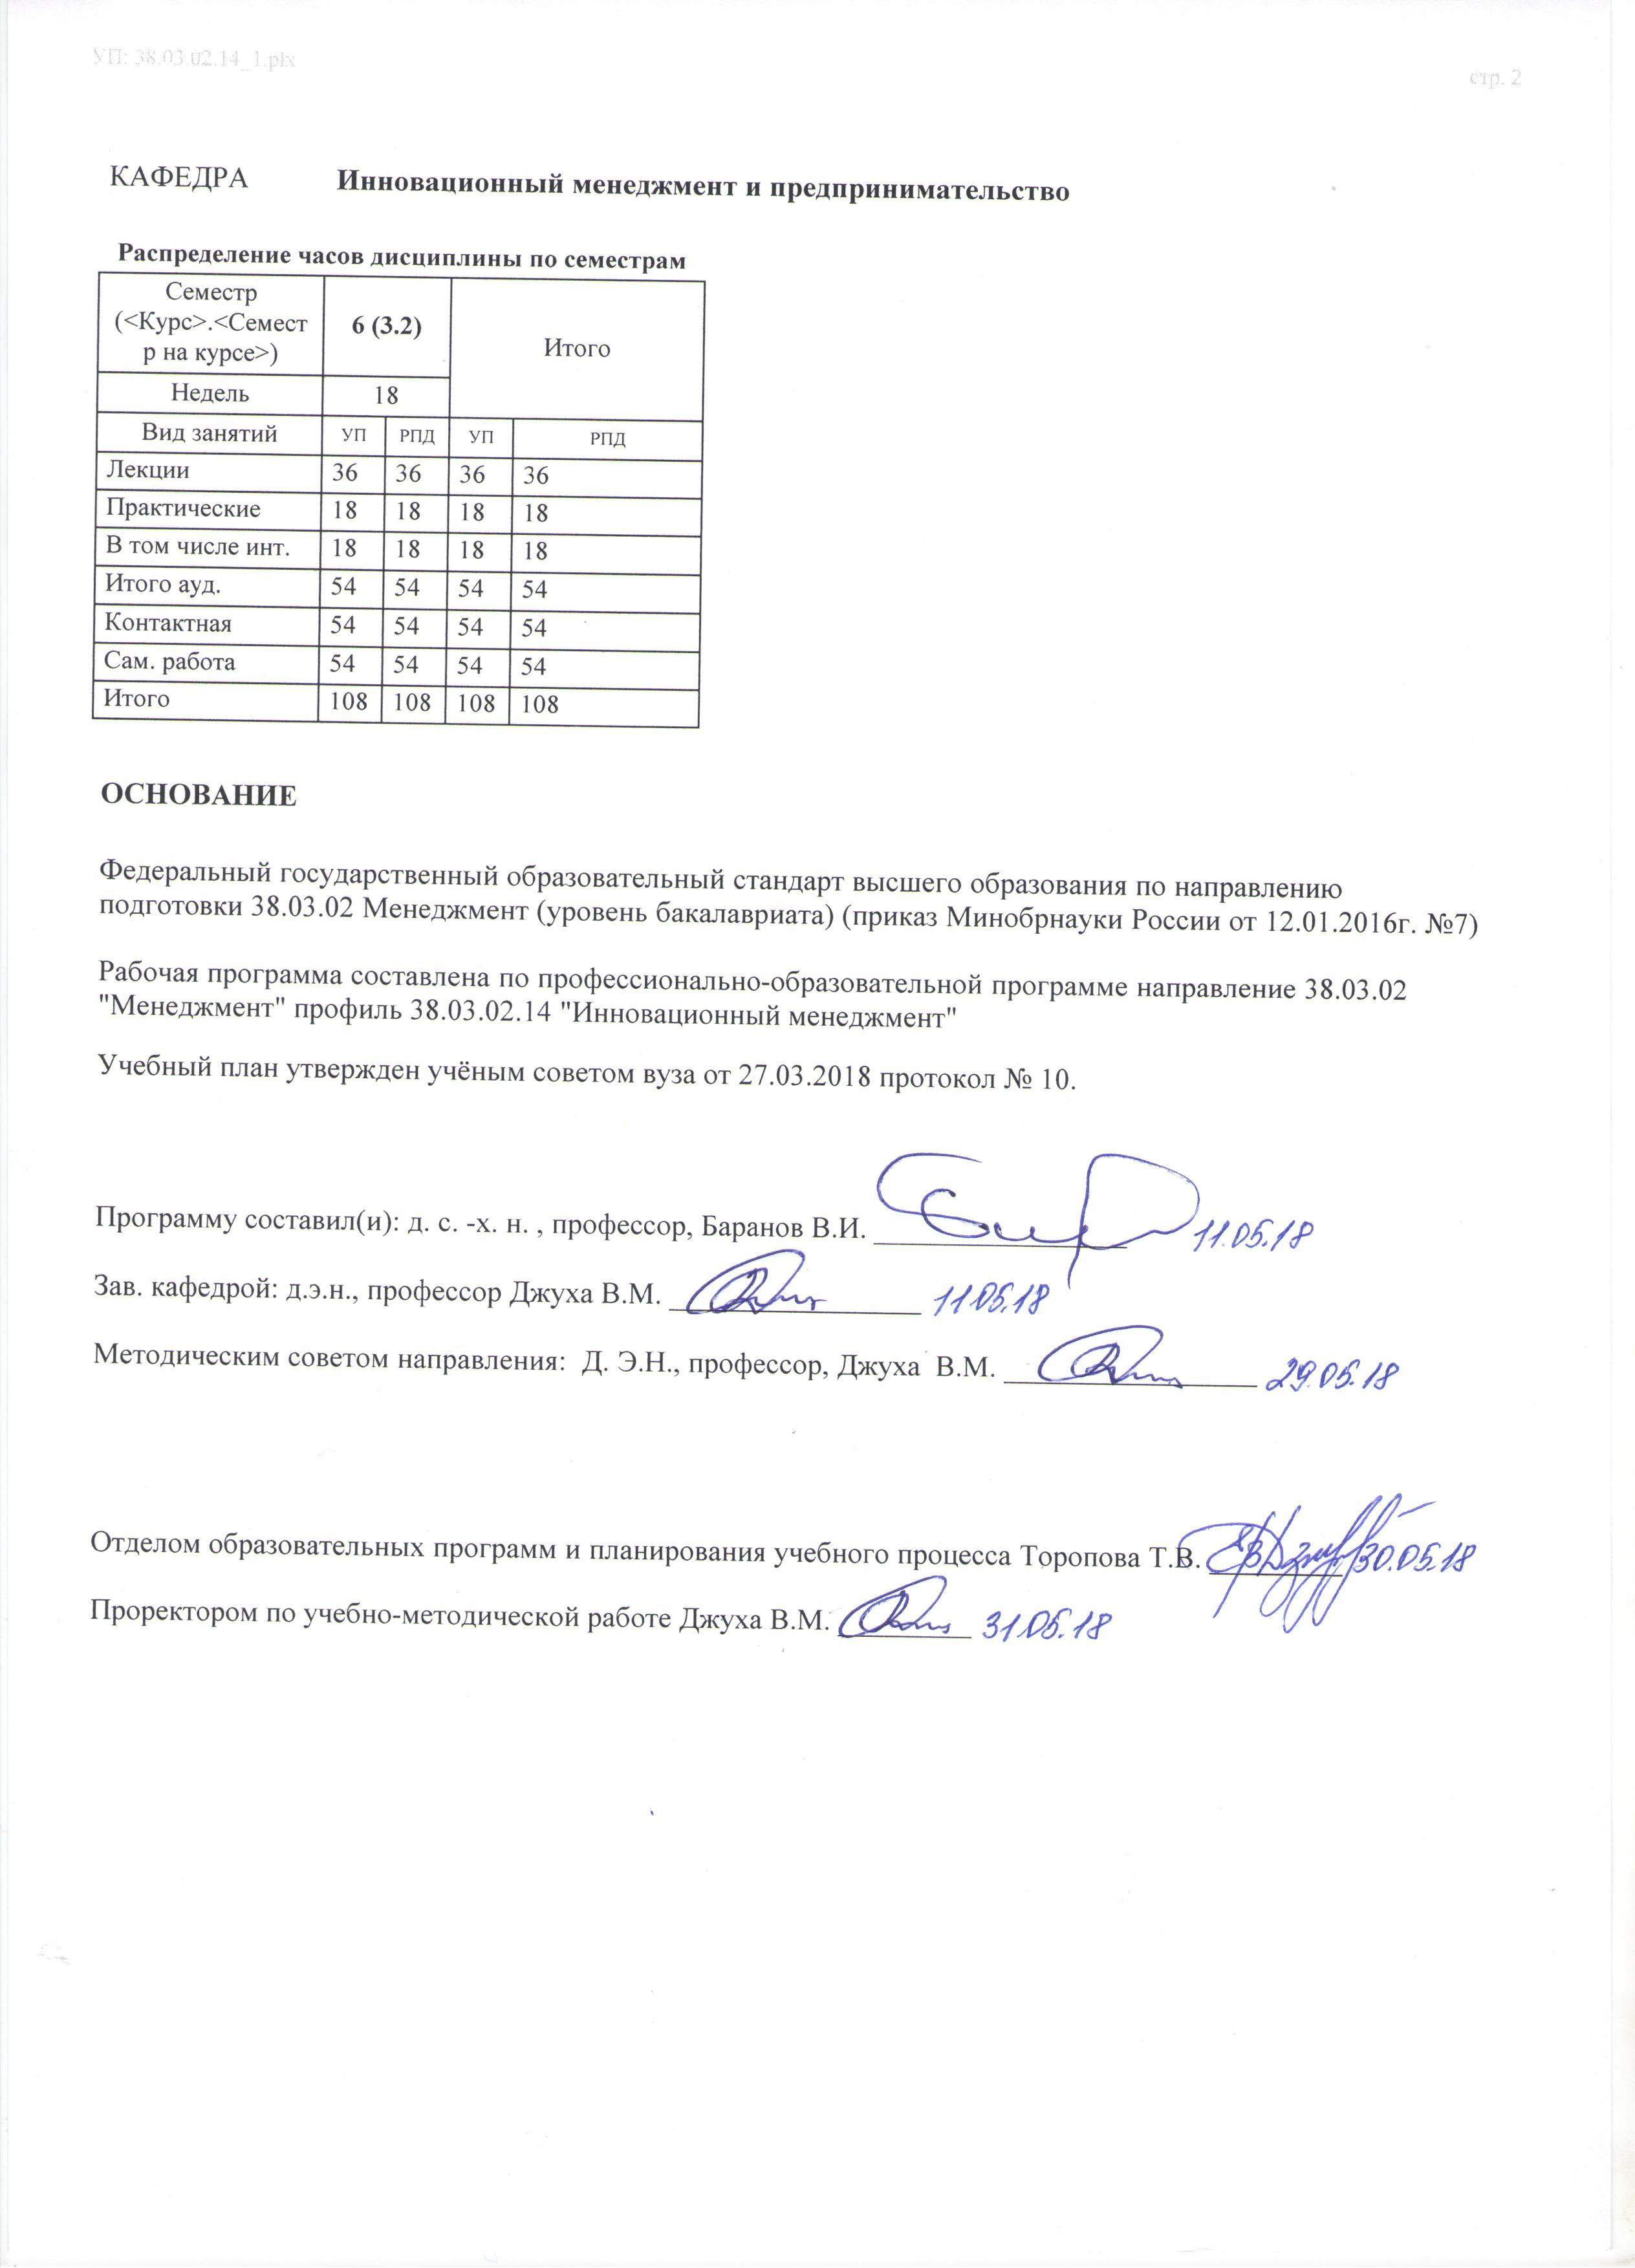 УП: 38.03.02.14_1.plx
стр. 2
КАФЕДРА Инновационный менеджмент и предпринимательство
Распределение часов дисциплины по семестрам
Семестр
(<Курс>.<Семест
р на курсе>)
6 (3.2)
Итого
Недель 18
Вид занятий УП РПД УП РПД
Лекции 36 36 36 36
Практические 18 18 18 18
В том числе инт. 18 18 18 18
Итого ауд. 54 54 54 54
Контактная 54 54 54 54
Сам. работа 54 54 54 54
Итого 108 108 108 108
ОСНОВАНИЕ
Федеральный государственный образовательный стандарт высшего образования по направлению
подготовки 38.03.02 Менеджмент (уровень бакалавриата) (приказ Минобрнауки России от 12.01.2016г. №7)
Рабочая программа составлена по профессионально-образовательной программе направление 38.03.02
"Менеджмент" профиль 38.03.02.14 "Инновационный менеджмент"
Учебный план утвержден учёным советом вуза от 27.03.2018 протокол № 10.
Программу составил(и): д. с. -х. н. , профессор, Баранов В.И. 11.05.18
Зав. кафедрой: д.э.н., профессор Джуха В.М. 11.05.18
Методическим советом направления: Д. Э.Н., профессор, Джуха В.М. 29.05.18
Отделом образовательных программ и планирования учебного процесса Торопова Т.В. 30.05.18
Проректором по учебно-методической работе Джуха В.М. 31.05.18